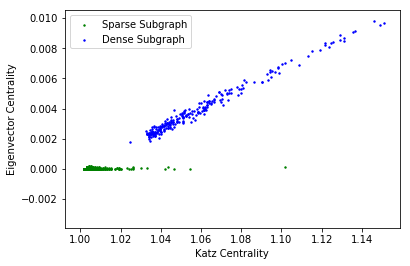 Sparse Subgraph
Dense Subgraph
Eigenvector Centrality
0.010
0.008
0.006
0.004
0.002
0.000
−0.002
1.00 1.02 1.04 1.06 1.08 1.10 1.12 1.14
Katz Centrality